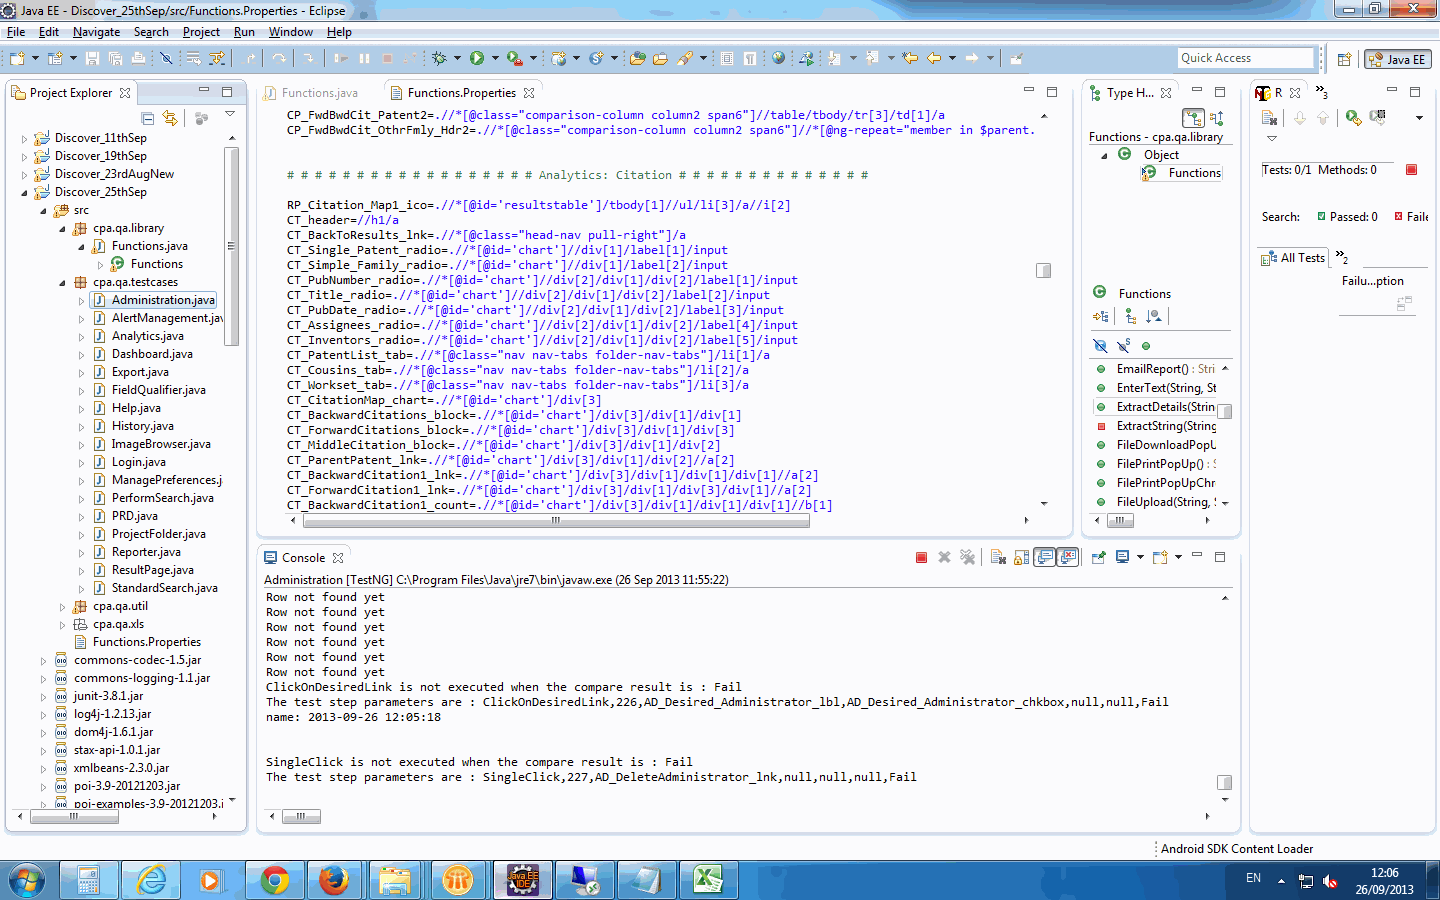 Java EE - Discover_25thSep/src/Functions.Properties - Eclipse
File Edit Navigate Search Project Run Window Help
Quick Access
Java EE
Project Explorer
Discover_11thSep
Discover_19thSep
Discover_23rdAugNew
Discover_25thSep
src
cpa.qa.library
Functions.java
Functions
cpa.qa.testcases
Administration.java
AlertManagement.jav
Analytics.java
Dashboard.java
Export.java
FieldQualifier.java
Help.java
History.java
ImageBrowser.java
Login.java
ManagePreferences.j
PerformSearch.java
PRD.java
ProjectFolder.java
Reporter.java
ResultPage.java
StandardSearch.java
cpa.qa.util
cpa.qa.xls
Functions.Properties
commons-codec-1.5.jar
commons-logging-1.1.jar
junit-3.8.1.jar
log4j-1.2.13.jar
dom4j-1.6.1.jar
stax-api-1.0.1.jar
xmlbeans-2.3.0.jar
poi-3.9-20121203.jar
poi-examples-3.9-20121203.j
Functions.java
Functions.Properties
CP_FwdBwdCit_Patent2=.//*[@class="comparison-column column2 span6"]//table/tbody/tr[3]/td[1]/a
CP_FwdBwdCit_OthrFmly_Hdr2=.//*[@class="comparison-column column2 span6"]//*[@ng-repeat="member in $parent.
# # # # # # # # # # # # # # # # # # Analytics: Citation # # # # # # # # # # # # # #
RP_Citation_Map1_ico=.//*[@id='resultstable']/tbody[1]//ul/li[3]/a//i[2]
CT_header=//h1/a
CT_BackToResults_lnk=.//*[@class="head-nav pull-right"]/a
CT_Single_Patent_radio=.//*[@id='chart']//div[1]/label[1]/input
CT_Simple_Family_radio=.//*[@id='chart']//div[1]/label[2]/input
CT_PubNumber_radio=.//*[@id='chart']//div[2]/div[1]/div[2]/label[1]/input
CT_Title_radio=.//*[@id='chart']//div[2]/div[1]/div[2]/label[2]/input
CT_PubDate_radio=.//*[@id='chart']//div[2]/div[1]/div[2]/label[3]/input
CT_Assignees_radio=.//*[@id='chart']//div[2]/div[1]/div[2]/label[4]/input
CT_Inventors_radio=.//*[@id='chart']//div[2]/div[1]/div[2]/label[5]/input
CT_PatentList_tab=.//*[@class="nav nav-tabs folder-nav-tabs"]/li[1]/a
CT_Cousins_tab=.//*[@class="nav nav-tabs folder-nav-tabs"]/li[2]/a
CT_Workset_tab=.//*[@class="nav nav-tabs folder-nav-tabs"]/li[3]/a
CT_CitationMap_chart=.//*[@id='chart']/div[3]
CT_BackwardCitations_block=.//*[@id='chart']/div[3]/div[1]/div[1]
CT_ForwardCitations_block=.//*[@id='chart']/div[3]/div[1]/div[3]
CT_MiddleCitation_block=.//*[@id='chart']/div[3]/div[1]/div[2]
CT_ParentPatent_lnk=.//*[@id='chart']/div[3]/div[1]/div[2]//a[2]
CT_BackwardCitation1_lnk=.//*[@id='chart']/div[3]/div[1]/div[1]/div[1]//a[2]
CT_ForwardCitation1_lnk=.//*[@id='chart']/div[3]/div[1]/div[3]/div[1]//a[2]
CT_BackwardCitation1_count=.//*[@id='chart']/div[3]/div[1]/div[1]/div[1]//b[1]
Type H...
Functions - cpa.qa.library
Object
Functions
Functions
EmailReport() : Stri
EnterText(String, St
ExtractDetails(Strin
ExtractString(String
FileDownloadPopU
FilePrintPopUp() : S
FilePrintPopUpChr
FileUpload(String, S
R
3
Tests: 0/1 Methods: 0
Search: Passed: 0 Faile
All Tests
2
Failu...ption
Console
Administration [TestNG] C:\Program Files\Java\jre7\bin\javaw.exe (26 Sep 2013 11:55:22)
Row not found yet
Row not found yet
Row not found yet
Row not found yet
Row not found yet
Row not found yet
ClickOnDesiredLink is not executed when the compare result is : Fail
The test step parameters are : ClickOnDesiredLink,226,AD_Desired_Administrator_lbl,AD_Desired_Administrator_chkbox,null,null,Fail
name: 2013-09-26 12:05:18
SingleClick is not executed when the compare result is : Fail
The test step parameters are : SingleClick,227,AD_DeleteAdministrator_lnk,null,null,null,Fail
Android SDK Content Loader
Java EE
IDE
EN
12:06
26/09/2013